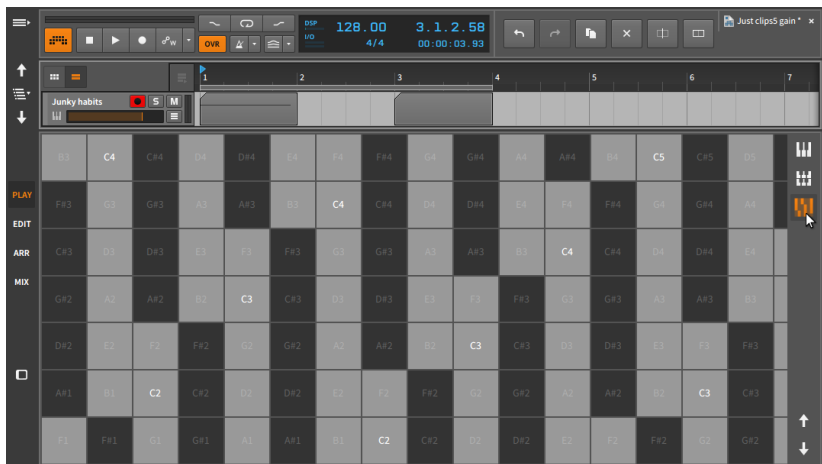 DSP 128.00 3.1.2.58 Just clips5 gain *
W OVR I/O 4/4 00:00:03.93
1 2 3 4 5 6 7
Junky habits S M
B3 C4 C#4 D4 D#4 E4 F4 F#4 G4 G#4 A4 A#4 B4 C5 C#5 D5
PLAY F#3 G3 G#3 A3 A#3 B3 C4 C#4 D4 D#4 E4 F4 F#4 G4 G#4 A4
EDIT
ARR C#3 D3 D#3 E3 F3 F#3 G3 G#3 A3 A#3 B3 C4 C#4 D4 D#4 E4
MIX
G#2 A2 A#2 B2 C3 C#3 D3 D#3 E3 F3 F#3 G3 G#3 A3 A#3 B3
D#2 E2 F2 F#2 G2 G#2 A2 A#2 B2 C3 C#3 D3 D#3 E3 F3 F#3
A#1 B1 C2 C#2 D2 D#2 E2 F2 F#2 G2 G#2 A2 A#2 B2 C3 C#3
F1 F#1 G1 G#1 A1 A#1 B1 C2 C#2 D2 D#2 E2 F2 F#2 G2 G#2